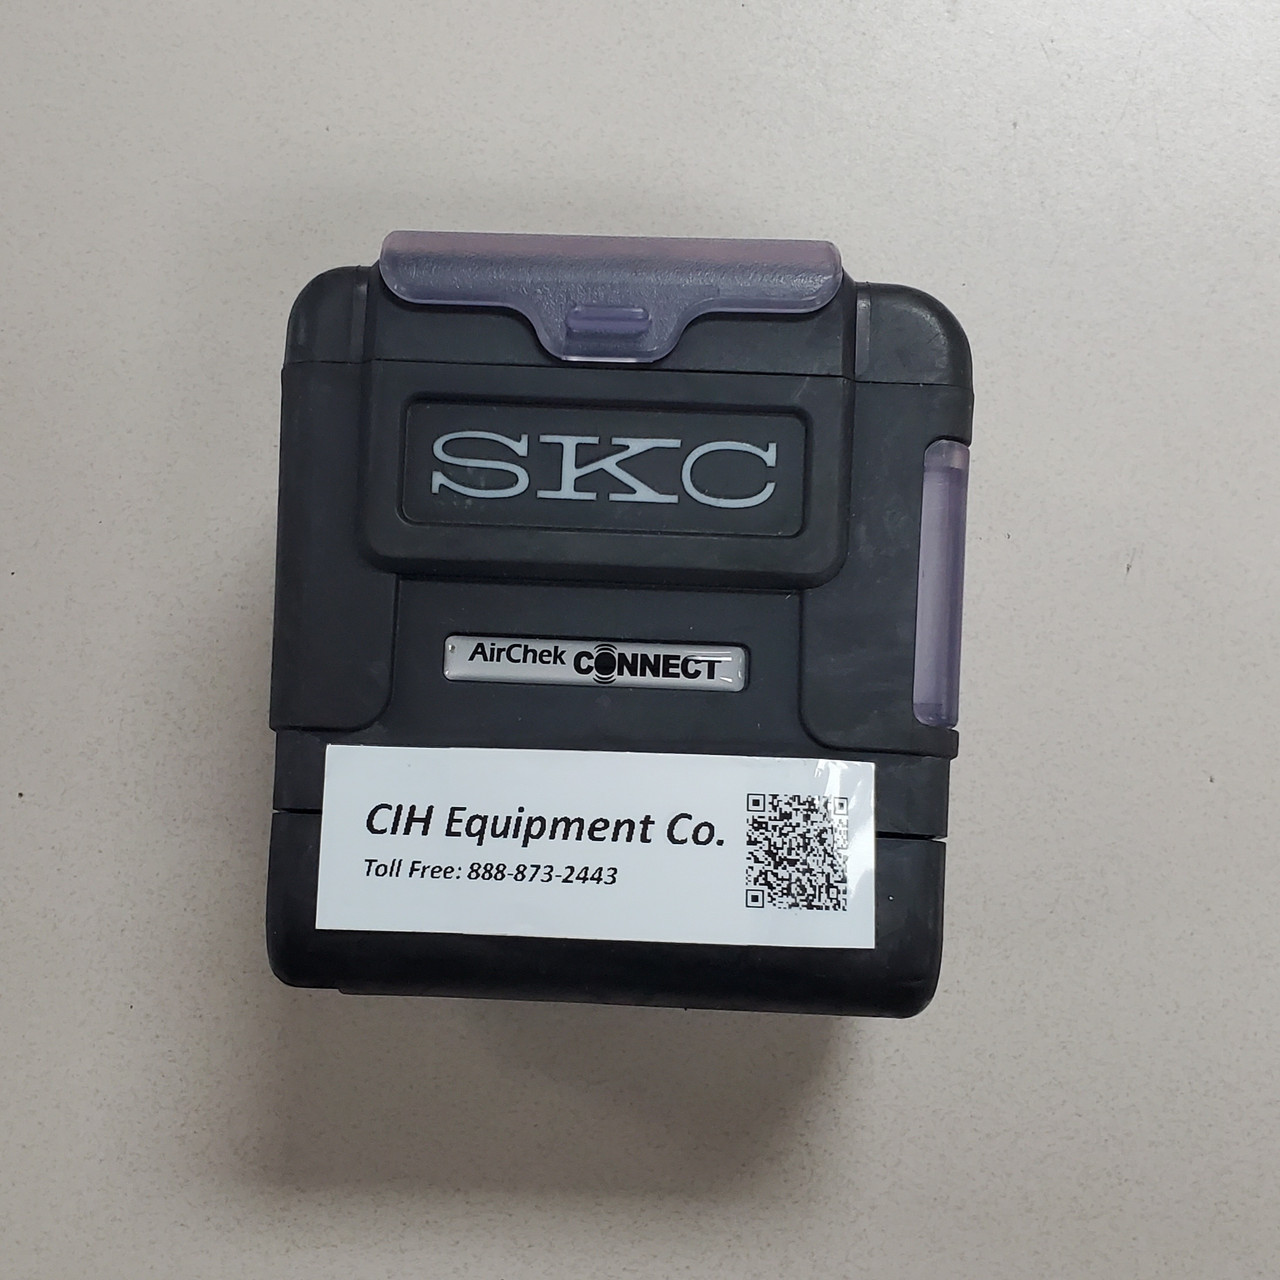 SKC
AirChek CONNECT
CIH Equipment Co.
Toll Free: 888-873-2443